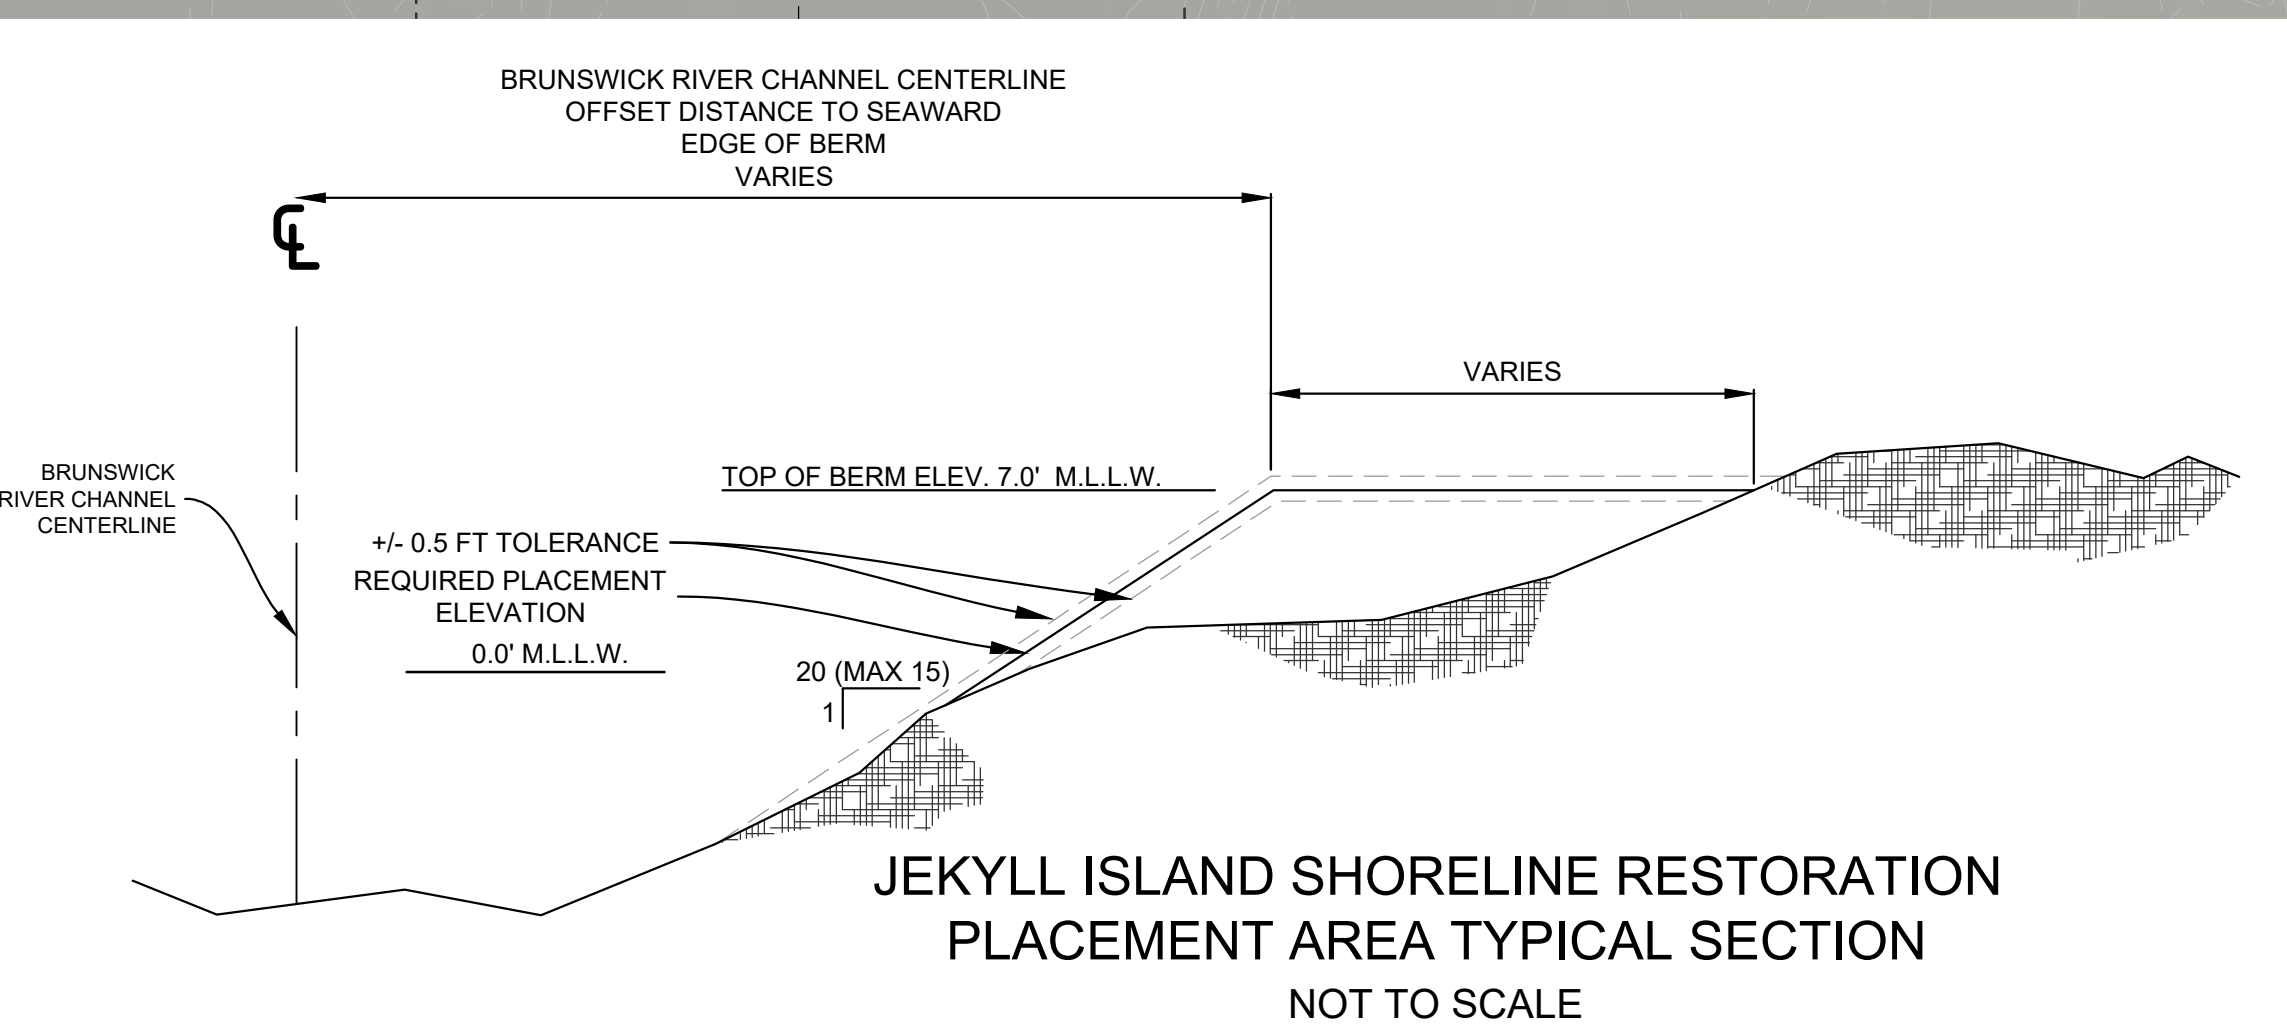 BRUNSWICK RIVER CHANNEL CENTERLINE
OFFSET DISTANCE TO SEAWARD
EDGE OF BERM
VARIES
CL
VARIES
BRUNSWICK
RIVER CHANNEL
CENTERLINE
TOP OF BERM ELEV. 7.0' M.L.L.W.
+/- 0.5 FT TOLERANCE
REQUIRED PLACEMENT
ELEVATION
0.0' M.L.L.W.
20 (MAX 15)
1
JEKYLL ISLAND SHORELINE RESTORATION
PLACEMENT AREA TYPICAL SECTION
NOT TO SCALE